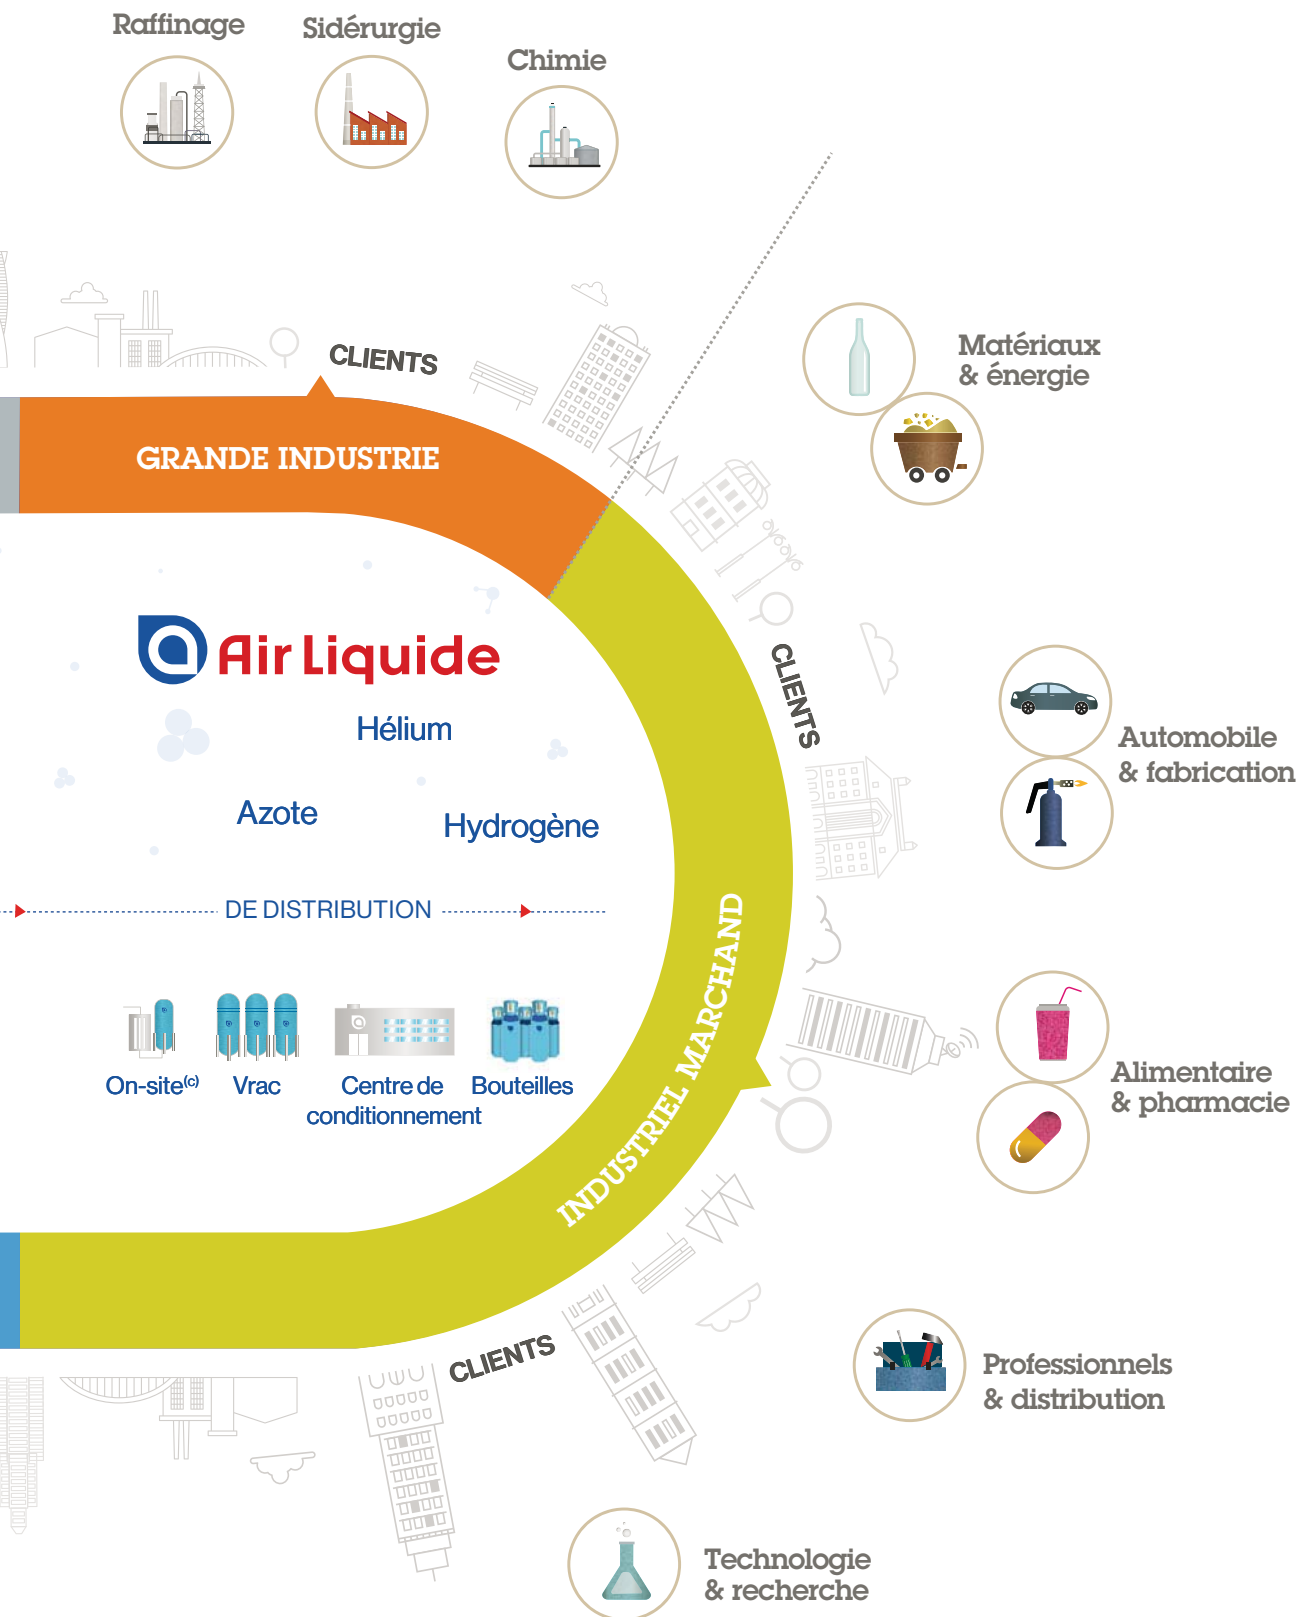 Raffinage
Sidérurgie
Chimie
CLIENTS
Matériaux
& énergie
GRANDE INDUSTRIE
Air Liquide
CLIENTS
Hélium
Automobile
& fabrication
Azote
Hydrogène
DE DISTRIBUTION
INDUSTRIEL MARCHAND
On-site(c)
Vrac
Centre de
conditionnement
Bouteilles
Alimentaire
& pharmacie
CLIENTS
Professionnels
& distribution
Technologie
& recherche